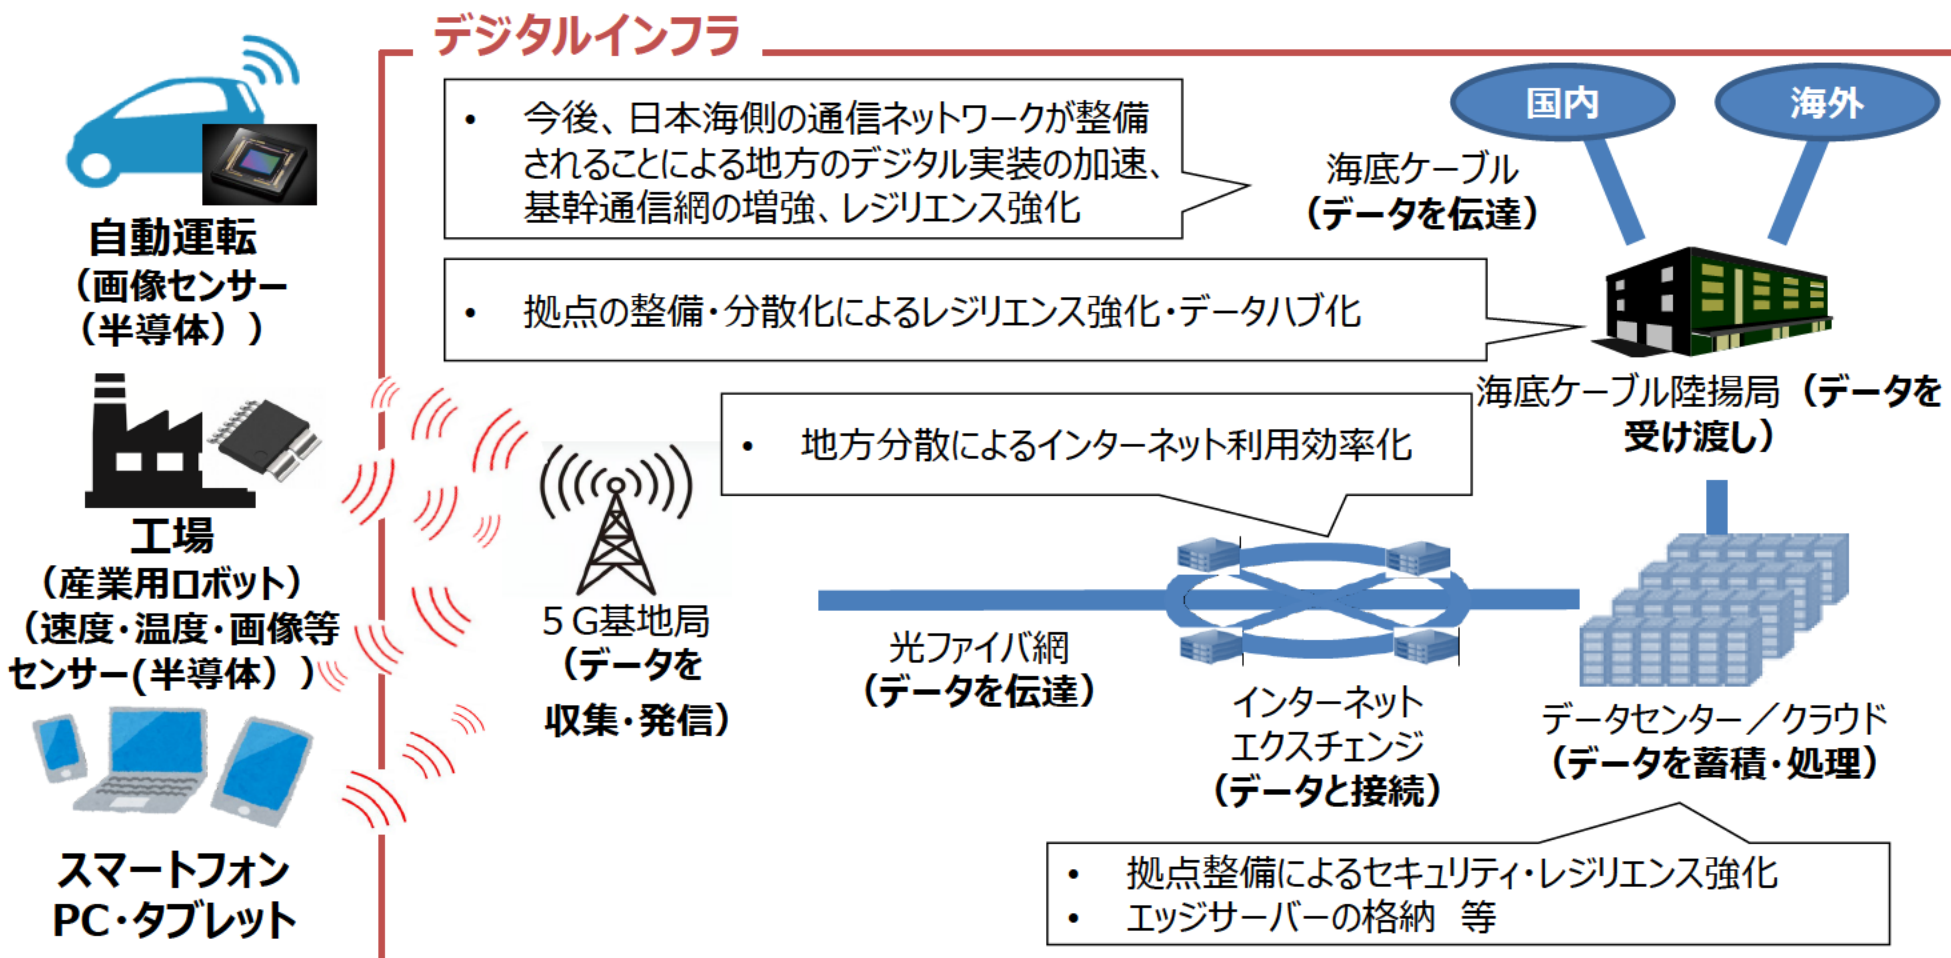 デジタルインフラ
自動運転
（画像センサー
（半導体））
工場
（産業用ロボット）
（速度・温度・画像等
センサー(半導体））
スマートフォン
PC・タブレット
• 今後、日本海側の通信ネットワークが整備
されることによる地方のデジタル実装の加速、
基幹通信網の増強、レジリエンス強化
• 拠点の整備・分散化によるレジリエンス強化・データハブ化
• 地方分散によるインターネット利用効率化
国内
海外
海底ケーブル
（データを伝達）
海底ケーブル陸揚局（データを
受け渡し）
５G基地局
（データを
収集・発信）
光ファイバ網
（データを伝達）
インターネット
エクスチェンジ
（データと接続）
データセンター／クラウド
（データを蓄積・処理）
• 拠点整備によるセキュリティ・レジリエンス強化
• エッジサーバーの格納 等